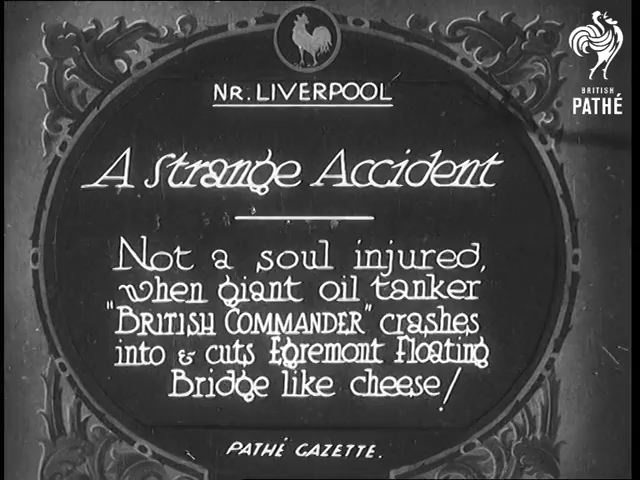 BRITISH
PATHÉ
NR. LIVERPOOL
A Strange Accident
Not a soul injured,
when giant oil tanker
"BRITISH COMMANDER" crashes
into & cuts Egremont Floating
Bridge like cheese!
PATHÉ GAZETTE.